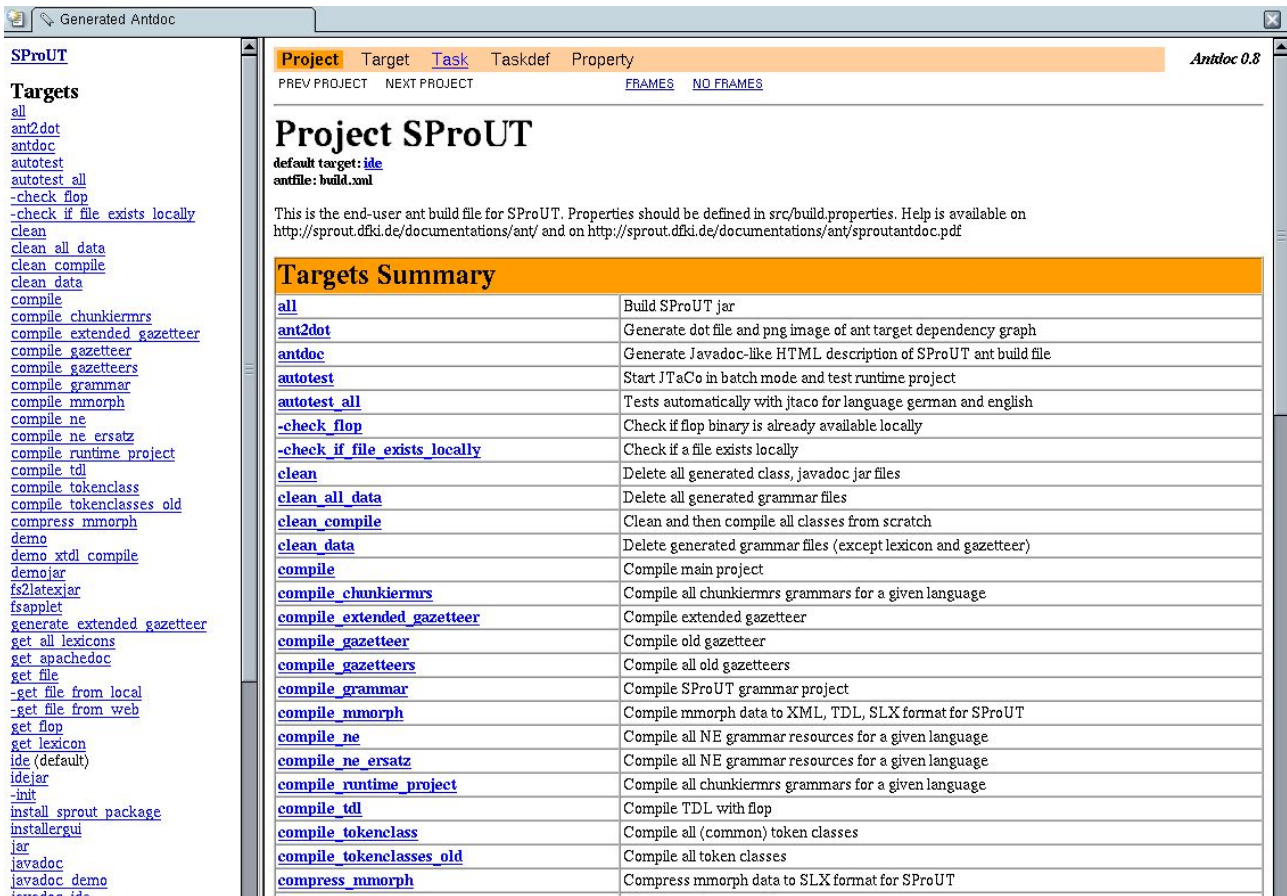 Generated Antdoc
SProUT
Targets
all
ant2dot
antdoc
autotest
autotest_all
-check_flop
-check_if_file_exists_locally
clean
clean_all_data
clean_compile
clean_data
compile
compile_chunkiermrs
compile_extended_gazetteer
compile_gazetteer
compile_gazetteers
compile_grammar
compile_mmorph
compile_ne
compile_ne_ersatz
compile_runtime_project
compile_tdl
compile_tokenclass
compile_tokenclasses_old
compress_mmorph
demo
demo_xtdl_compile
demojar
fs2latexjar
fsapplet
generate_extended_gazetteer
get_all_lexicons
get_apachedoc
get_file
-get_file_from_local
-get_file_from_web
get_flop
get_lexicon
ide (default)
idejar
-init
install_sprout_package
installergui
jar
javadoc
javadoc_demo
Project Target Task Taskdef Property Antdoc 0.8
PREV PROJECT NEXT PROJECT FRAMES NO FRAMES
Project SProUT
default target: ide
antfile: build.xml
This is the end-user ant build file for SProUT. Properties should be defined in src/build.properties. Help is available on
http://sprout.dfki.de/documentations/ant/ and on http://sprout.dfki.de/documentations/ant/sproutantdoc.pdf
Targets Summary
all Build SProUT jar
ant2dot Generate dot file and png image of ant target dependency graph
antdoc Generate Javadoc-like HTML description of SProUT ant build file
autotest Start JTaCo in batch mode and test runtime project
autotest_all Tests automatically with jtaco for language german and english
-check_flop Check if flop binary is already available locally
-check_if_file_exists_locally Check if a file exists locally
clean Delete all generated class, javadoc jar files
clean_all_data Delete all generated grammar files
clean_compile Clean and then compile all classes from scratch
clean_data Delete generated grammar files (except lexicon and gazetteer)
compile Compile main project
compile_chunkiermrs Compile all chunkiermrs grammars for a given language
compile_extended_gazetteer Compile extended gazetteer
compile_gazetteer Compile old gazetteer
compile_gazetteers Compile all old gazetteers
compile_grammar Compile SProUT grammar project
compile_mmorph Compile mmorph data to XML, TDL, SLX format for SProUT
compile_ne Compile all NE grammar resources for a given language
compile_ne_ersatz Compile all NE grammar resources for a given language
compile_runtime_project Compile all chunkiermrs grammars for a given language
compile_tdl Compile TDL with flop
compile_tokenclass Compile all (common) token classes
compile_tokenclasses_old Compile all token classes
compress_mmorph Compress mmorph data to SLX format for SProUT